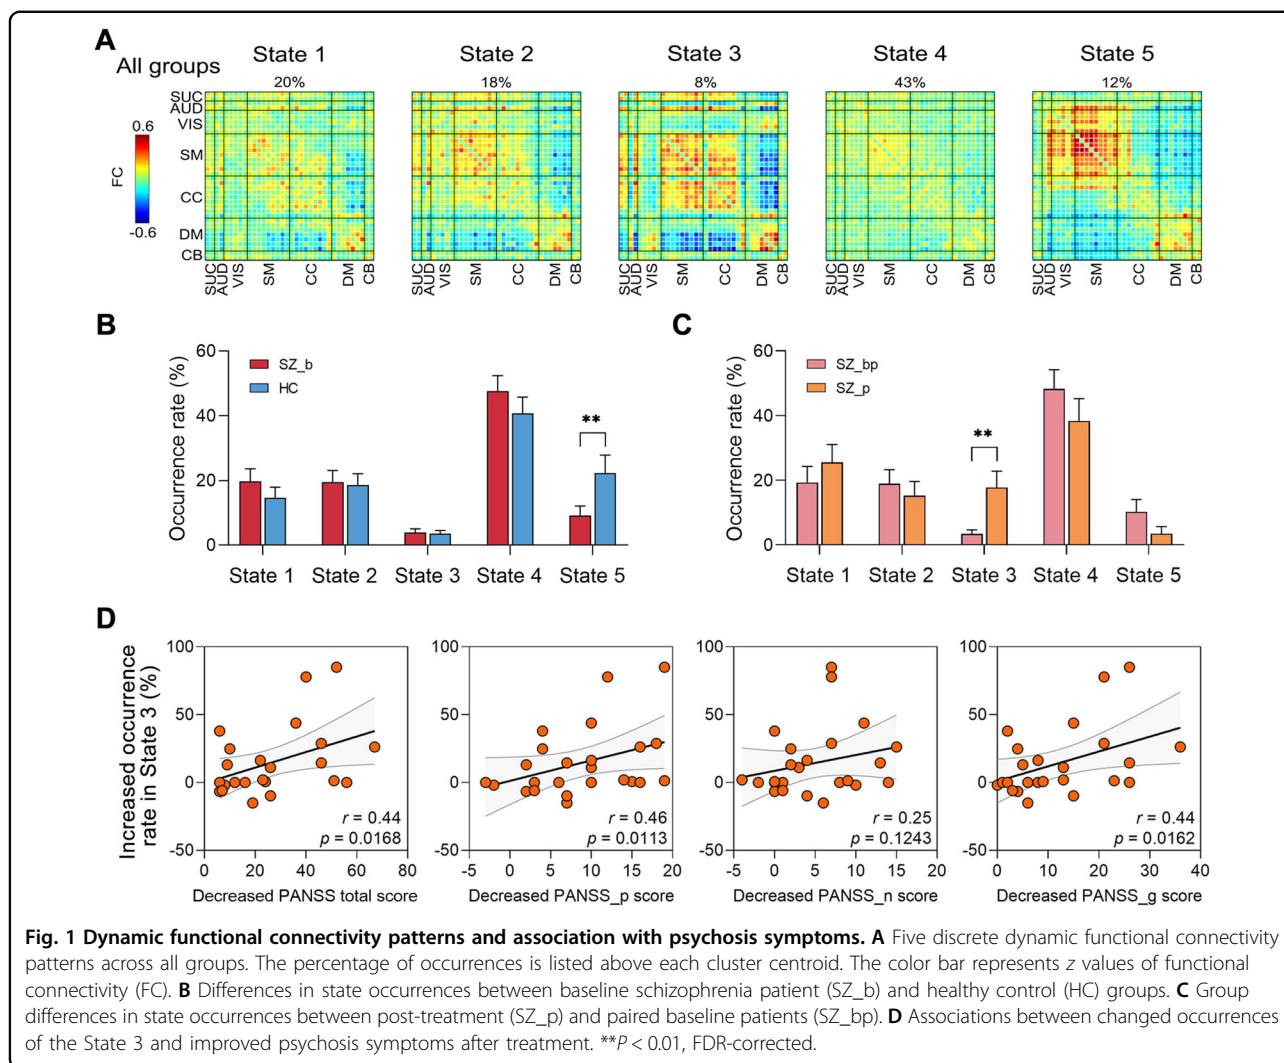 A
State 1
State 2
State 3
State 4
State 5
All groups
20%
18%
8%
43%
12%
SUC
AUD
VIS
SM
CC
DM
CB
0.6
FC
-0.6
SUC AUD VIS SM CC DM CB
SUC AUD VIS SM CC DM CB
SUC AUD VIS SM CC DM CB
SUC AUD VIS SM CC DM CB
SUC AUD VIS SM CC DM CB
B
Occurrence rate (%)
60
40
20
0
SZ_b
HC
**
State 1 State 2 State 3 State 4 State 5
C
Occurrence rate (%)
60
40
20
0
SZ_bp
SZ_p
**
State 1 State 2 State 3 State 4 State 5
D
Increased occurrence
rate in State 3 (%)
100
50
0
-50
r = 0.44
p = 0.0168
0 20 40 60 80
Decreased PANSS total score
100
50
0
-50
r = 0.46
p = 0.0113
-5 0 5 10 15 20
Decreased PANSS_p score
100
50
0
-50
r = 0.25
p = 0.1243
-5 0 5 10 15 20
Decreased PANSS_n score
100
50
0
-50
r = 0.44
p = 0.0162
0 10 20 30 40
Decreased PANSS_g score
Fig. 1 Dynamic functional connectivity patterns and association with psychosis symptoms. A Five discrete dynamic functional connectivity
patterns across all groups. The percentage of occurrences is listed above each cluster centroid. The color bar represents z values of functional
connectivity (FC). B Differences in state occurrences between baseline schizophrenia patient (SZ_b) and healthy control (HC) groups. C Group
differences in state occurrences between post-treatment (SZ_p) and paired baseline patients (SZ_bp). D Associations between changed occurrences
of the State 3 and improved psychosis symptoms after treatment. **P < 0.01, FDR-corrected.